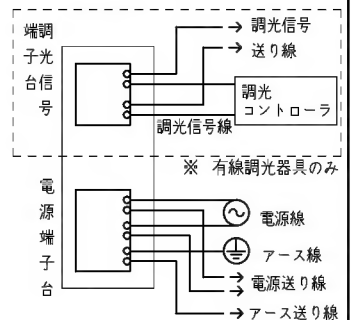 調光信号
端子台
調光信号
送り線
調光
コントローラ
調光信号線
※ 有線調光器具のみ
電源端子台
電源線
アース線
電源送り線
アース送り線